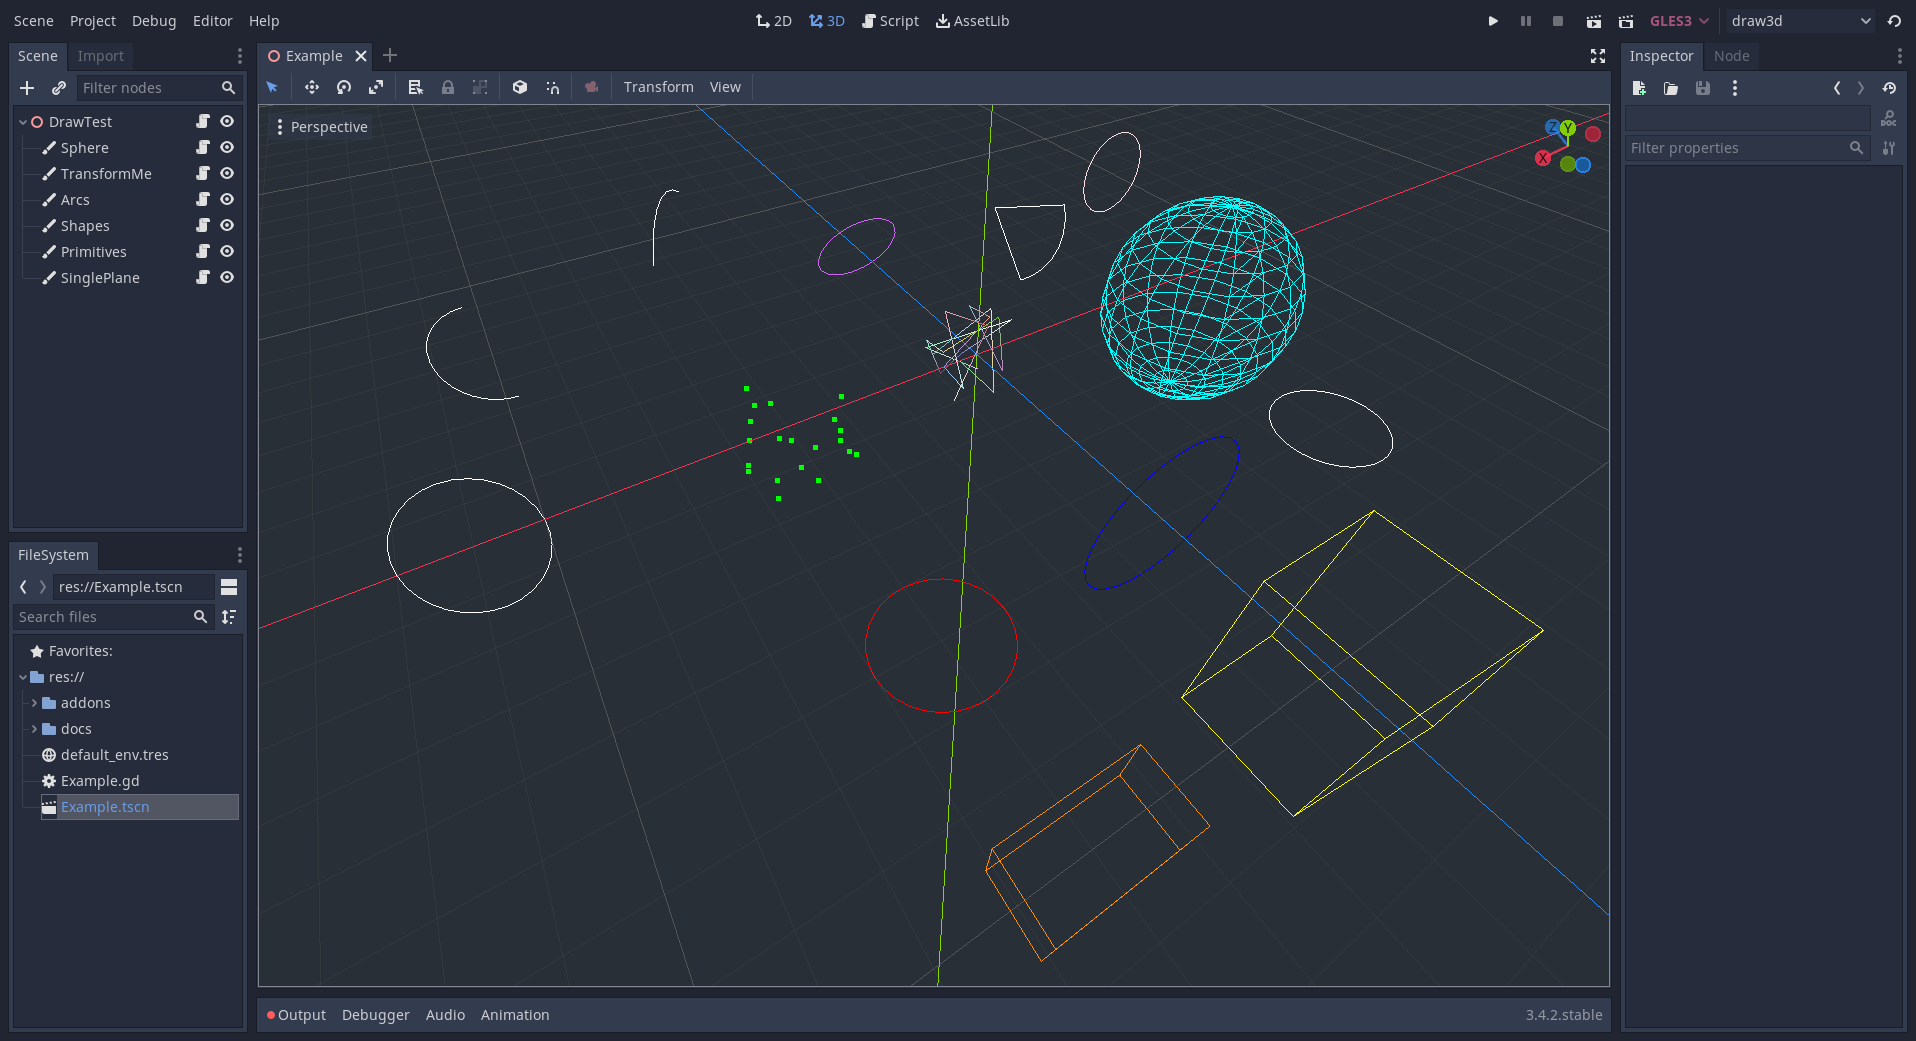 Scene Project Debug Editor Help
2D 3D Script AssetLib
GLES3 draw3d
Scene Import
Filter nodes
DrawTest
Sphere
TransformMe
Arcs
Shapes
Primitives
SinglePlane
FileSystem
res://Example.tscn
Search files
Favorites:
res://
addons
docs
default_env.tres
Example.gd
Example.tscn
Example
Transform View
Perspective
Z Y
X
Output Debugger Audio Animation
3.4.2.stable
Inspector Node
DOC
Filter properties